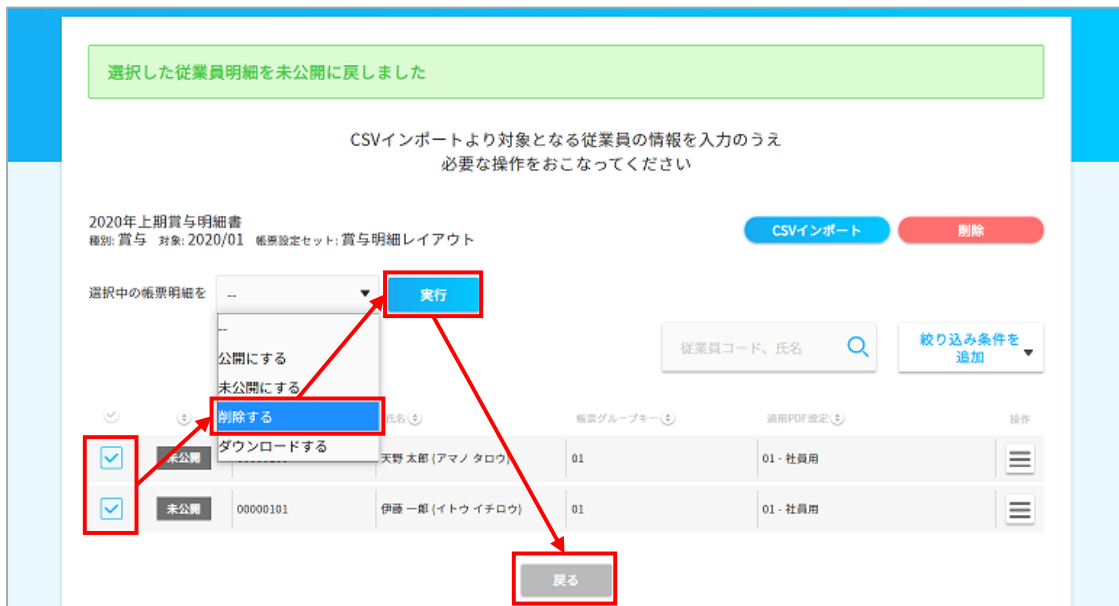 選択した従業員明細を未公開に戻しました
CSVインポートより対象となる従業員の情報を入力のうえ
必要な操作をおこなってください
2020年上期賞与明細書
種別: 賞与 対象: 2020/01 帳票設定セット: 賞与明細レイアウト
CSVインポート
削除
選択中の帳票明細を
--
実行
--
公開にする
未公開にする
削除する
ダウンロードする
従業員コード、氏名
絞り込み条件を
追加
氏名
帳票グループキー
適用PDF設定
操作
未公開
天野 太郎 (アマノ タロウ)
01
01 - 社員用
未公開
00000101
伊藤 一郎 (イトウ イチロウ)
01
01 - 社員用
戻る